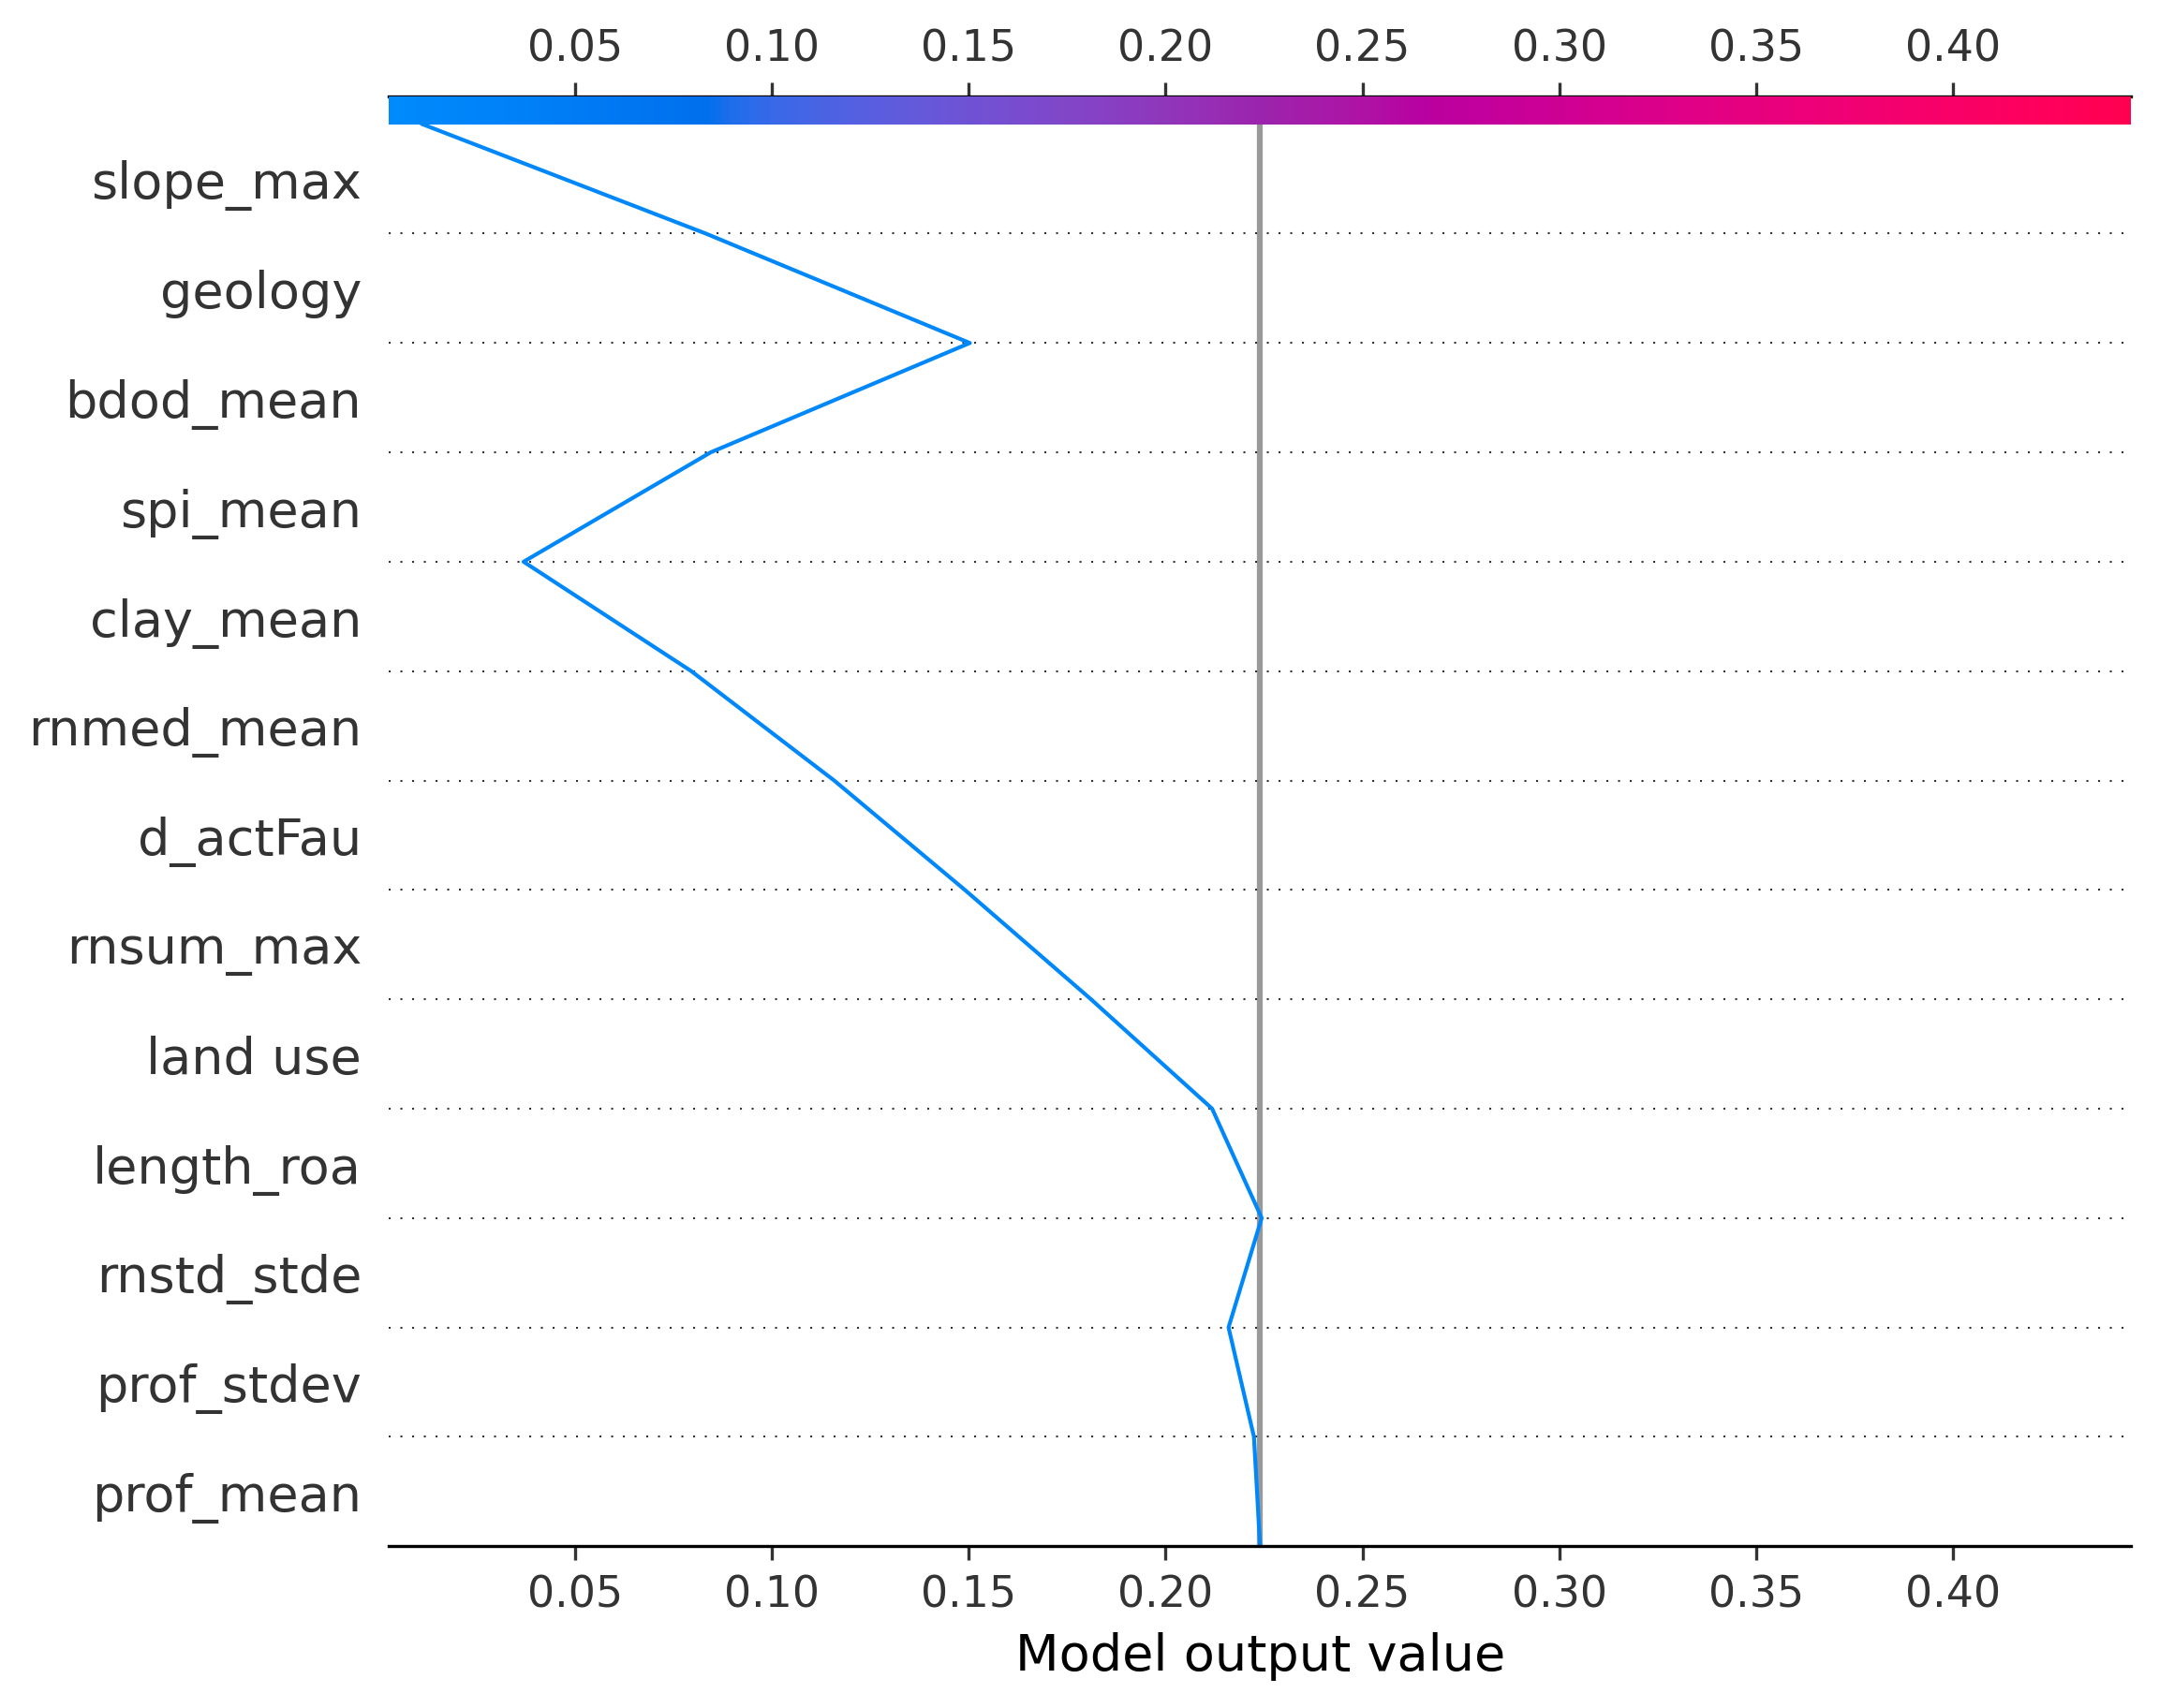 0.05 0.10 0.15 0.20 0.25 0.30 0.35 0.40
slope_max
geology
bdod_mean
spi_mean
clay_mean
rnmed_mean
d_actFau
rnsum_max
land use
length_roa
rnstd_stde
prof_stdev
prof_mean
0.05 0.10 0.15 0.20 0.25 0.30 0.35 0.40
Model output value